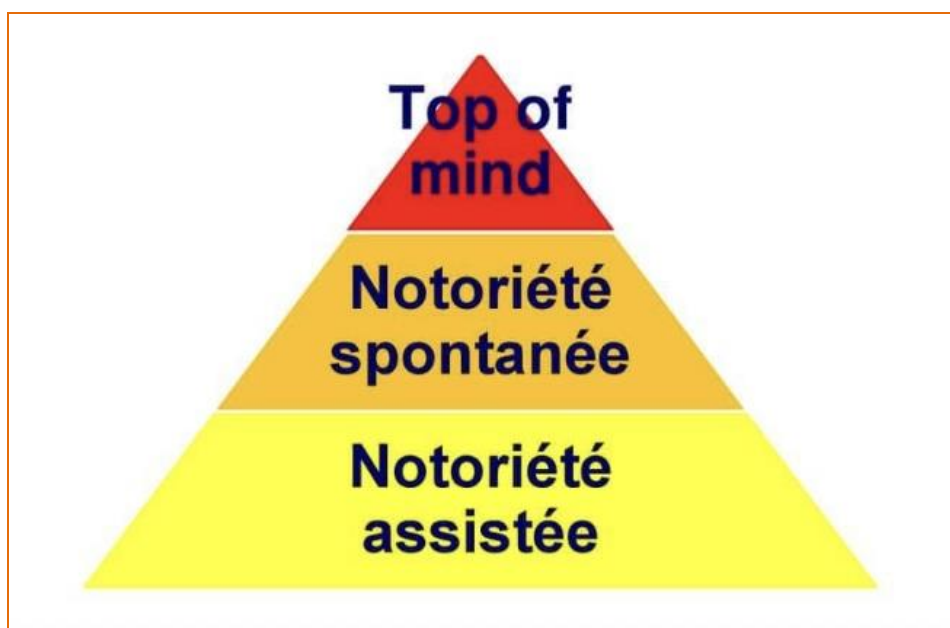 Top of
mind
Notoriété
spontanée
Notoriété
assistée